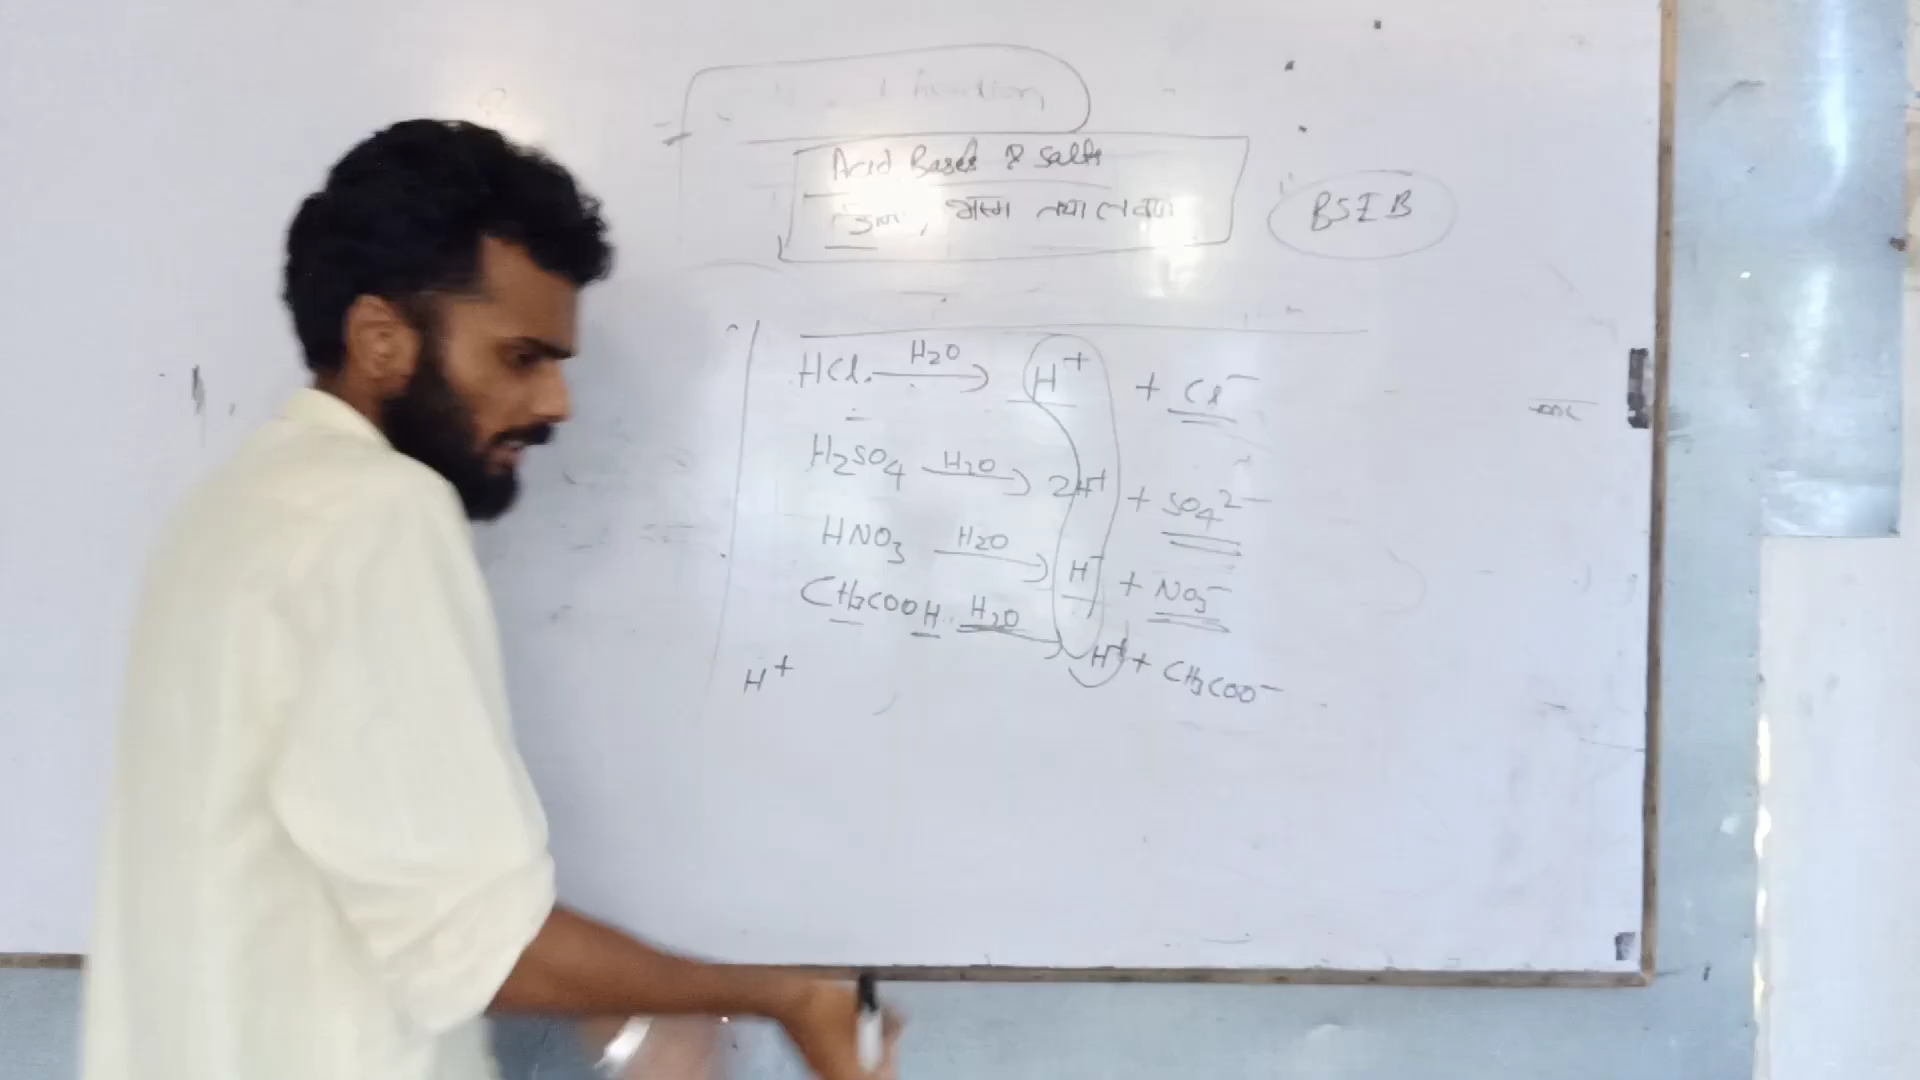 Acid Bases & Salts
भस्म तथा लवण
BSEB
HCl. H2O → H+ + Cl-
H2SO4 H2O → 2H+ + SO4 2-
HNO3 H2O → H+ + NO3-
CH3COOH H2O → H+ + CH3COO-
H+